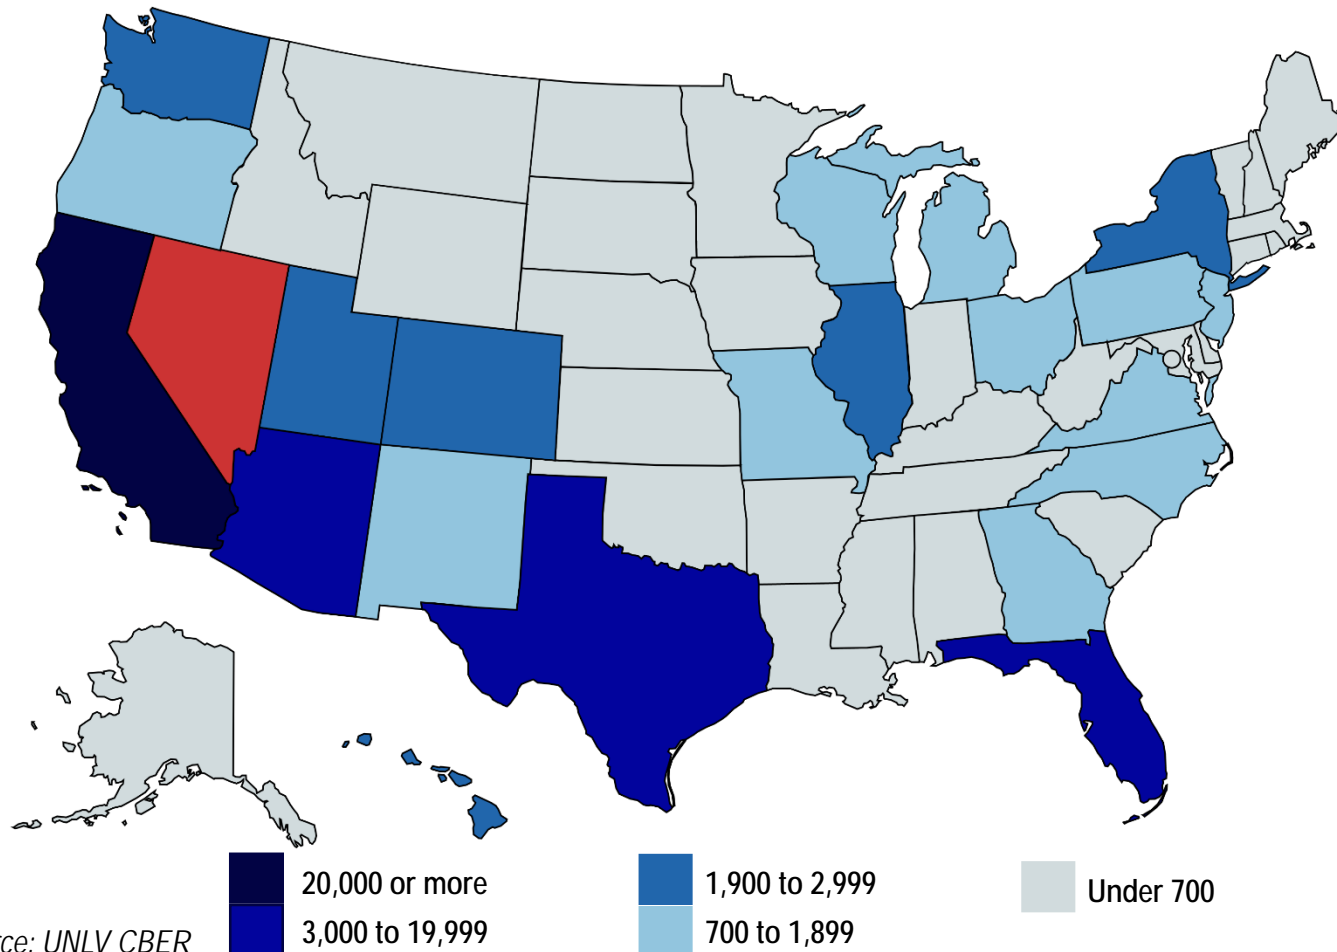 20,000 or more
3,000 to 19,999
1,900 to 2,999
700 to 1,899
Under 700
UNLV CBER